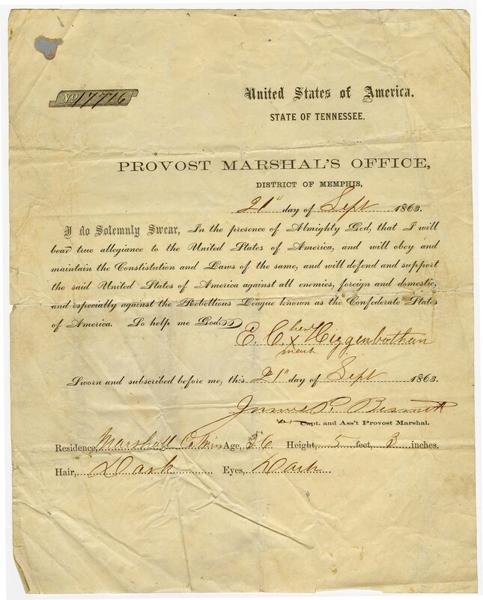 No. 17776
United States of America.
STATE OF TENNESSEE.
PROVOST MARSHAL'S OFFICE,
DISTRICT OF MEMPHIS,
21st day of Sept 1863.
I do Solemnly Swear, In the presence of Almighty God, that I will
bear true allegiance to the United States of America, and will obey and
maintain the Constistution and Laws of the same, and will defend and support
the said United States of America against all enemies, foreign and domestic,
and especially against the Rebellious League known as the Confederate States
of America. So help me God.
her
E. C. x Higgenbotham
mark
Sworn and subscribed before me, this 21st day of Sept 1863.
James R.
Capt. and Ass't Provost Marshal.
Residence, Marshall Co Miss Age, 36 Height, 5 feet, 3 inches.
Hair, Dark Eyes, Dark